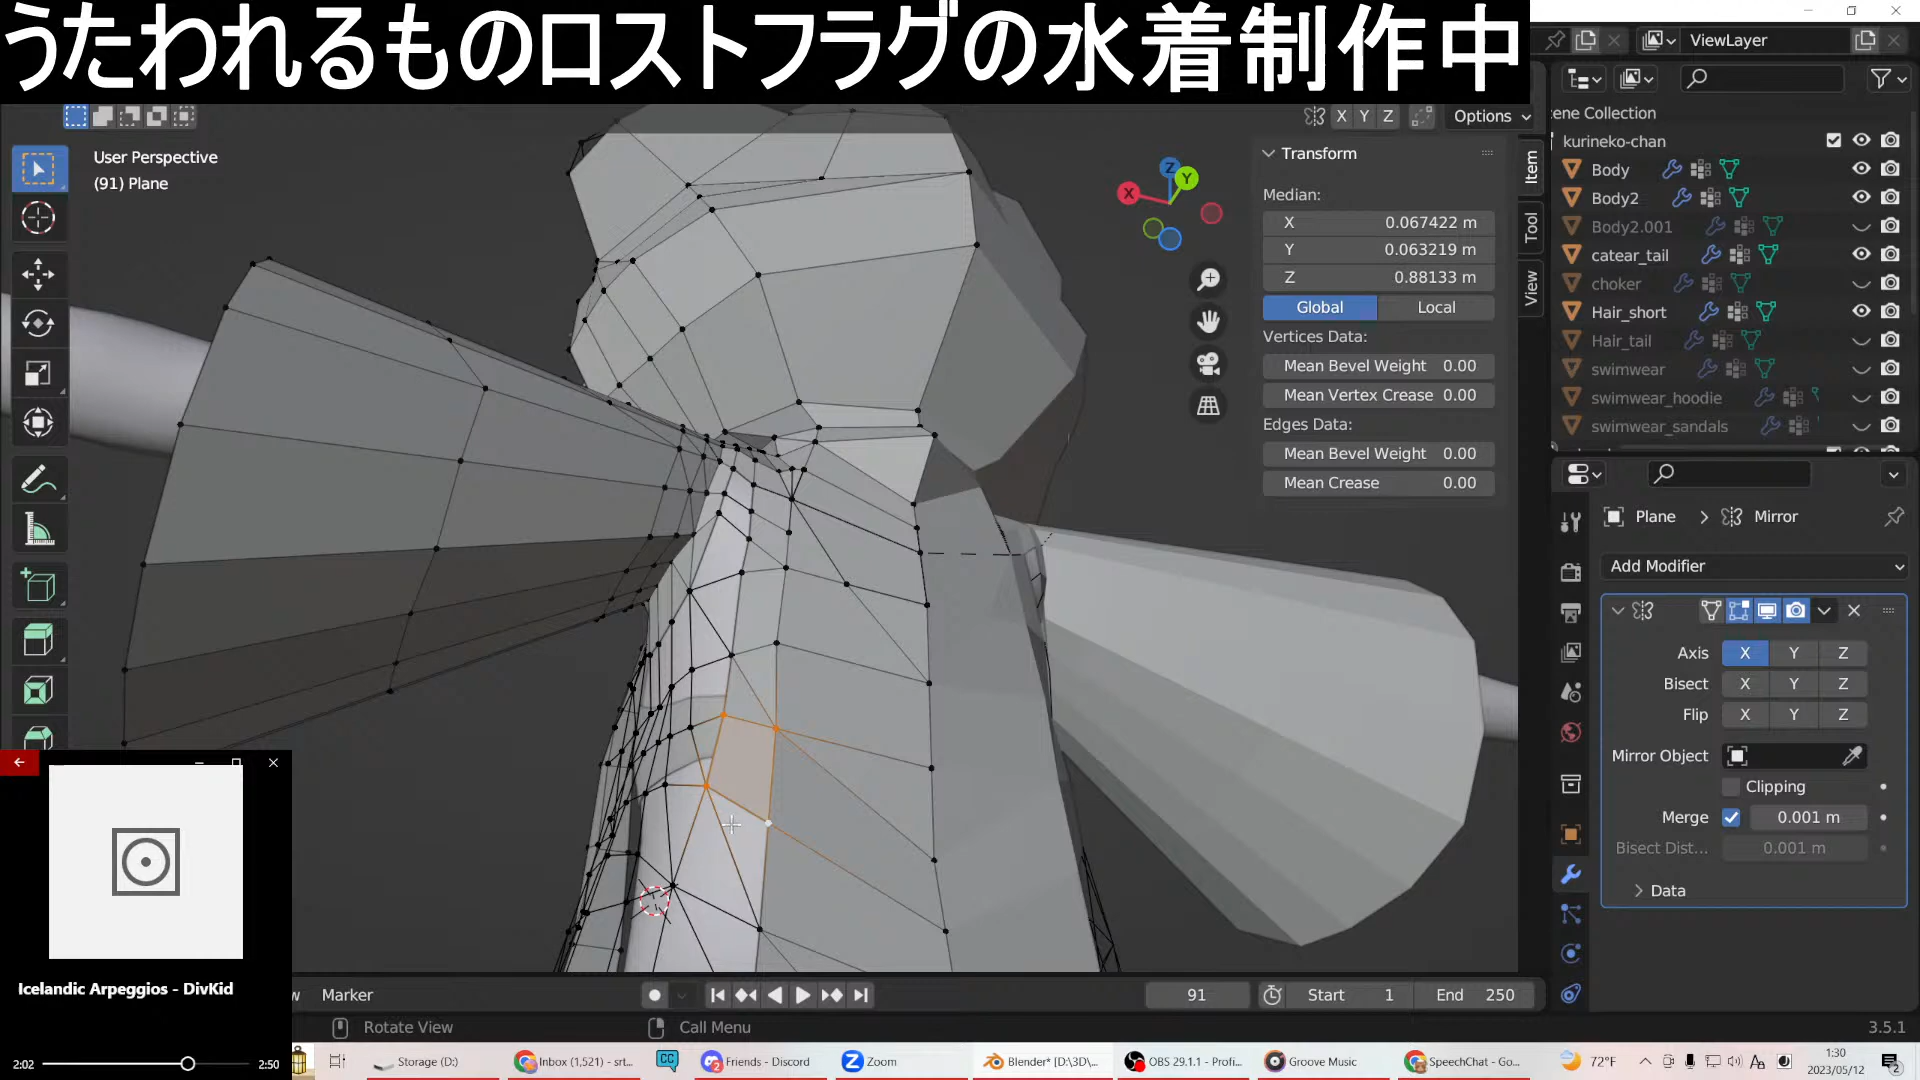 うたわれるものロストフラグの水着制作中
ViewLayer
X Y Z
Options
Scene Collection
User Perspective
(91) Plane
Z
Y
X
Transform
Median:
X 0.067422 m
Y 0.063219 m
Z 0.88133 m
Global Local
Vertices Data:
Mean Bevel Weight 0.00
Mean Vertex Crease 0.00
Edges Data:
Mean Bevel Weight 0.00
Mean Crease 0.00
Item
Tool
View
kurineko-chan
Body
Body2
Body2.001
catear_tail
choker
Hair_short
Hair_tail
swimwear
swimwear_hoodie
swimwear_sandals
Plane > Mirror
Add Modifier
Axis X Y Z
Bisect X Y Z
Flip X Y Z
Mirror Object
Clipping
Merge 0.001 m
Bisect Dist... 0.001 m
Data
Icelandic Arpeggios - DivKid
2:02 2:50
w Marker
91 Start 1 End 250
Rotate View Call Menu 3.5.1
Storage (D:)
Inbox (1,521) - srt...
CC
2
Friends - Discord
Zoom
Blender* [D:\3D\...
OBS 29.1.1 - Profi...
Groove Music
SpeechChat - Go...
72°F
A
1:30
2023/05/12
2